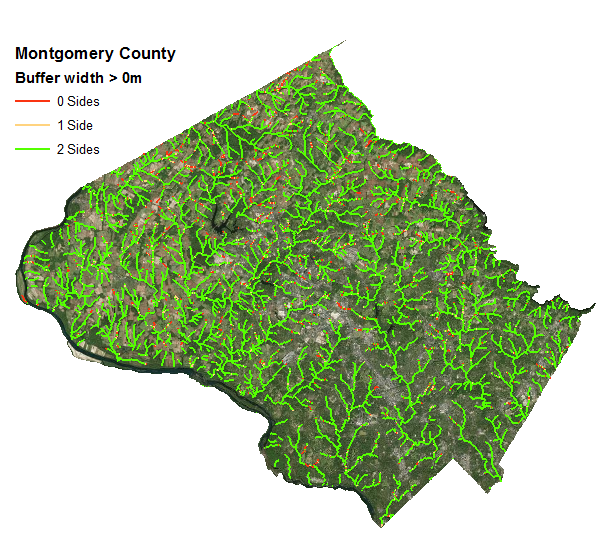 Montgomery County
Buffer width > 0m
0 Sides
1 Side
2 Sides